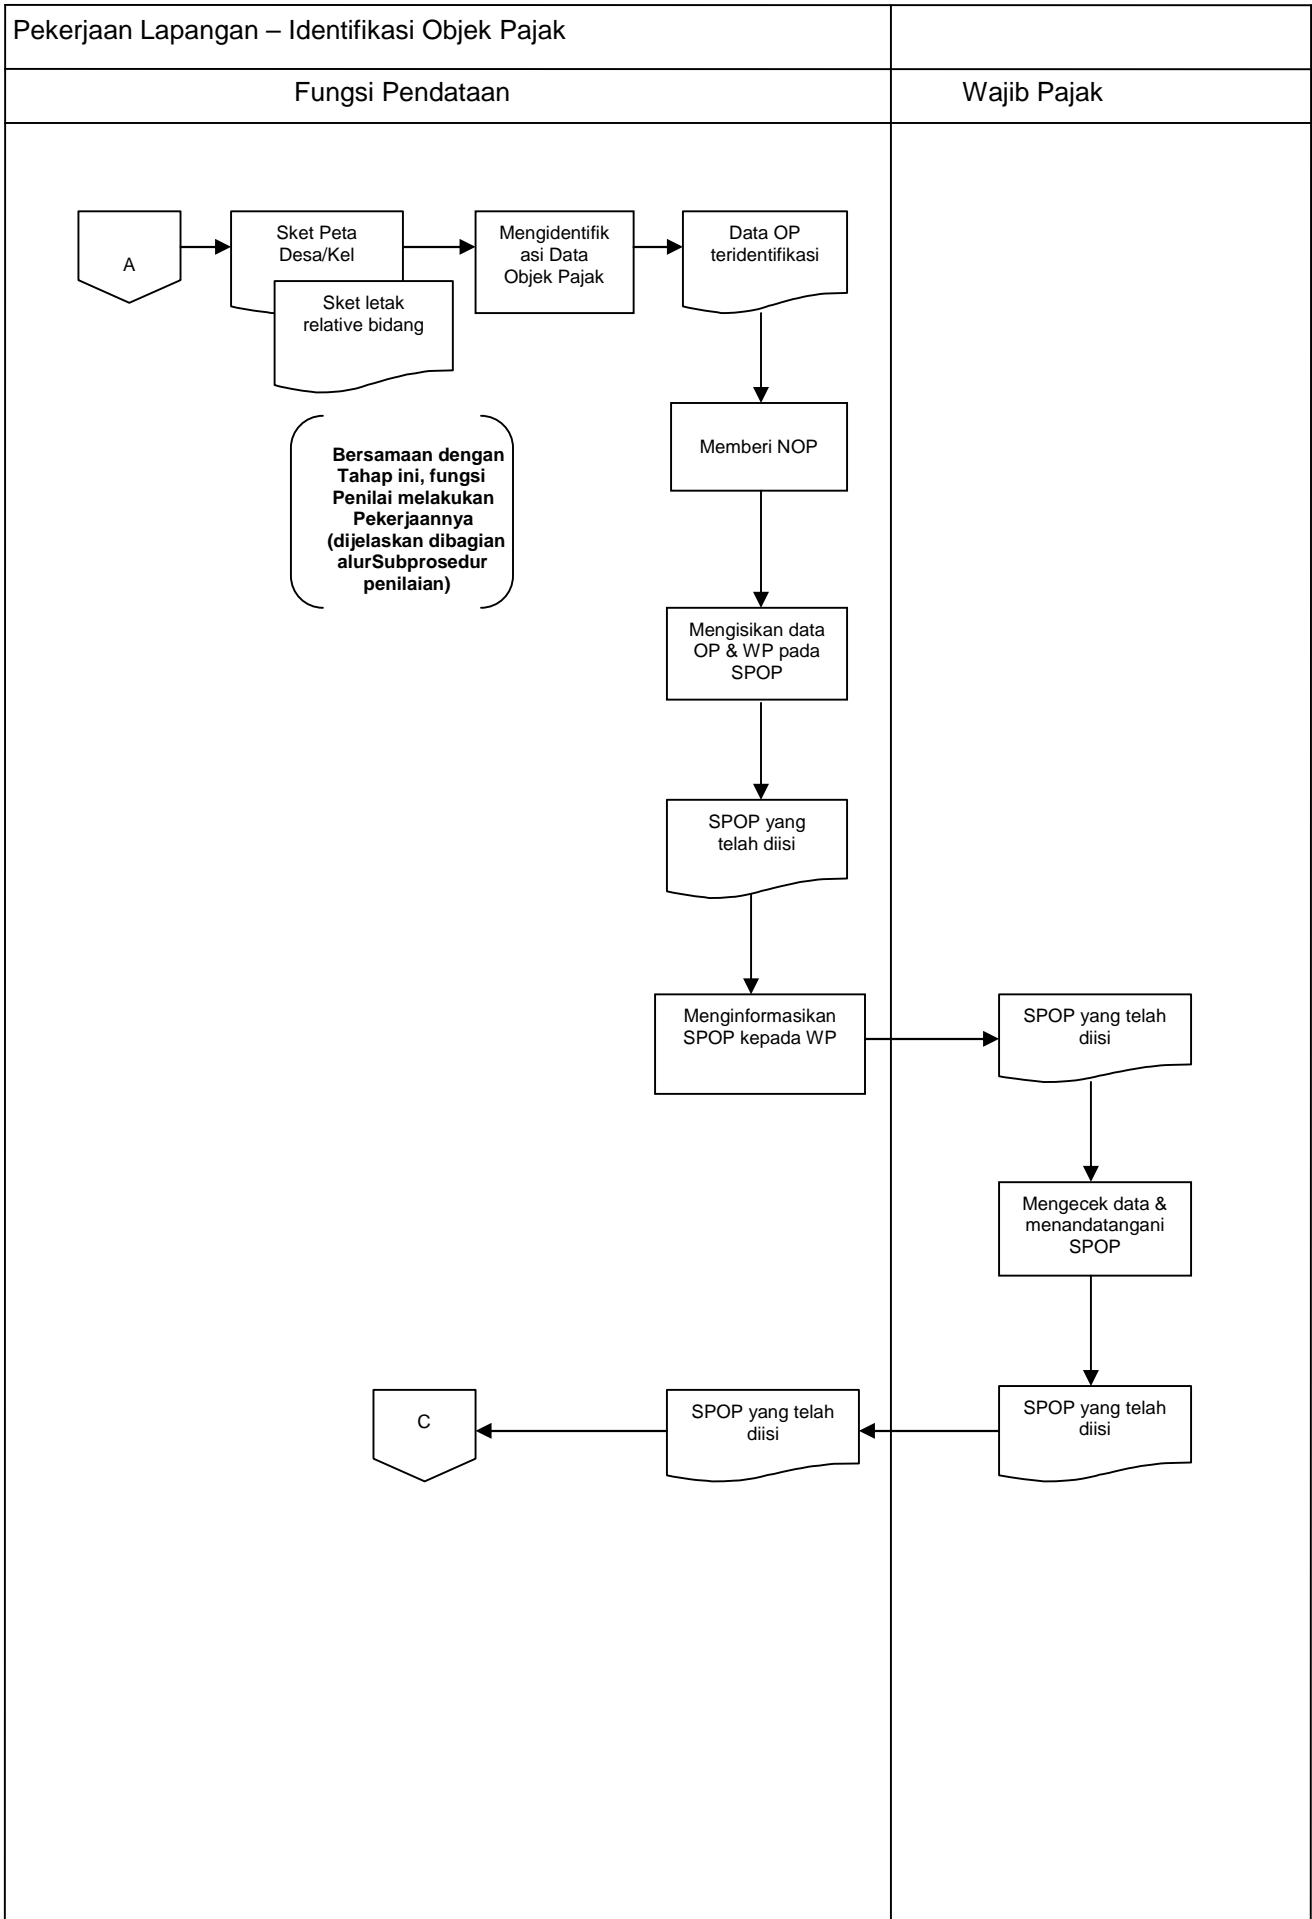 Pekerjaan Lapangan – Identifikasi Objek Pajak
Fungsi Pendataan
Wajib Pajak
A
Sket Peta
Desa/Kel
Sket letak
relative bidang
Mengidentifik
asi Data
Objek Pajak
Data OP
teridentifikasi
Bersamaan dengan
Tahap ini, fungsi
Penilai melakukan
Pekerjaannya
(dijelaskan dibagian
alurSubprosedur
penilaian)
Memberi NOP
Mengisikan data
OP & WP pada
SPOP
SPOP yang
telah diisi
Menginformasikan
SPOP kepada WP
SPOP yang telah
diisi
Mengecek data &
menandatangani
SPOP
SPOP yang telah
diisi
SPOP yang telah
diisi
C